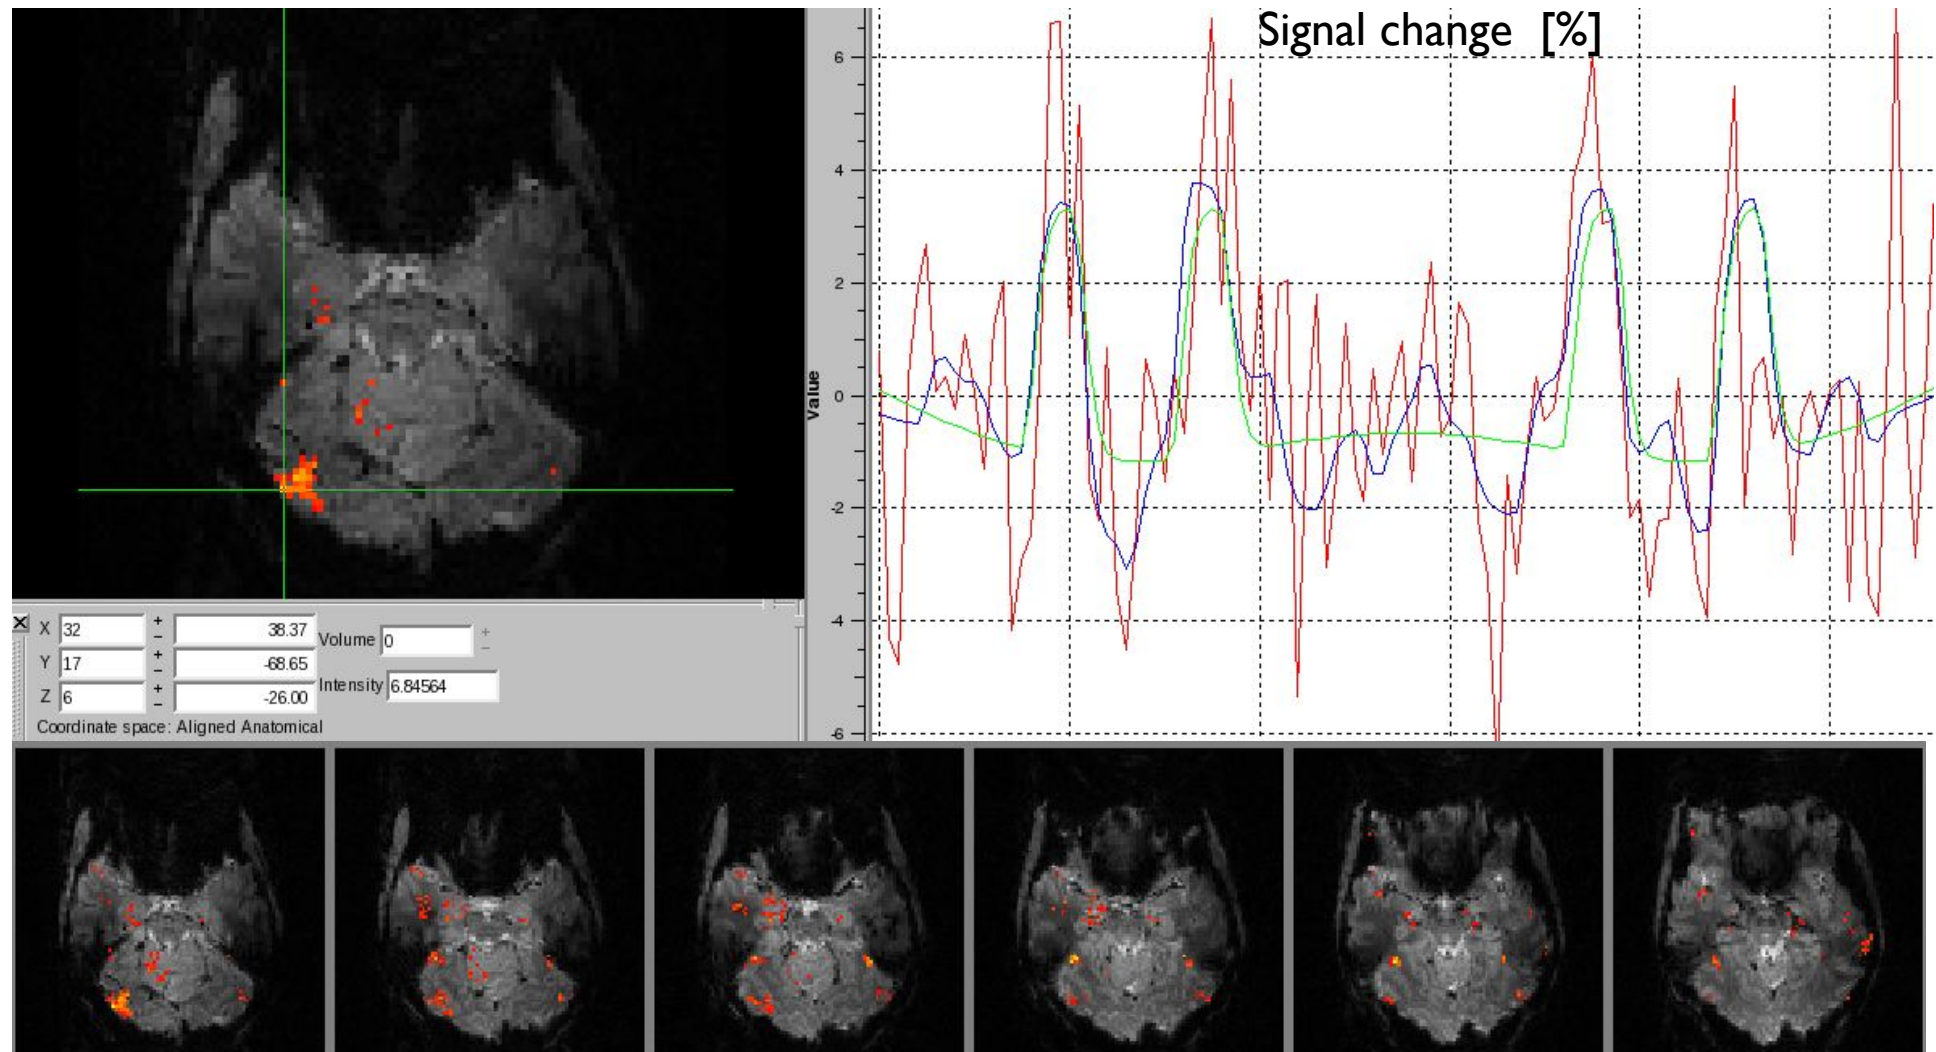 Signal change [%]
6
4
2
0
-2
-4
-6
Value
X 32 + - 38.37
Y 17 + - -68.65
Z 6 + - -26.00
Volume 0 + -
Intensity 6.84564
Coordinate space: Aligned Anatomical